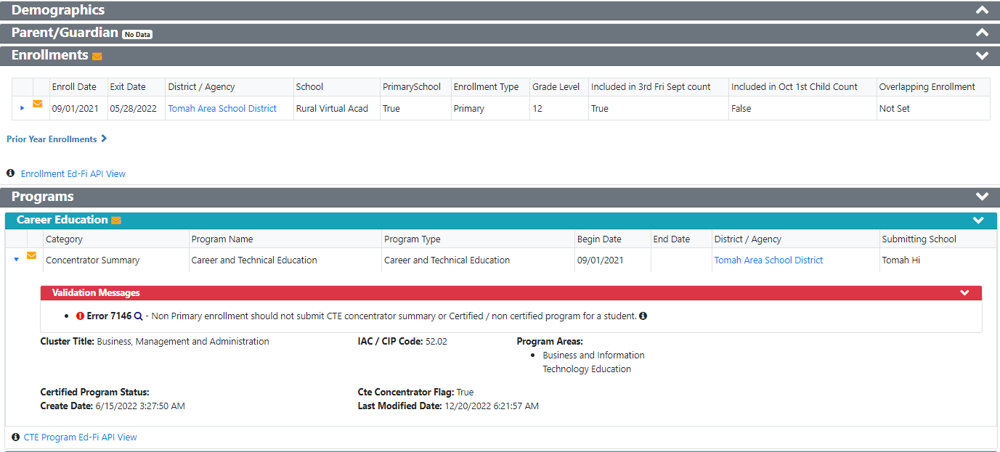 Demographics
Parent/Guardian No Data
Enrollments
Enroll Date Exit Date District / Agency School PrimarySchool Enrollment Type Grade Level Included in 3rd Fri Sept count Included in Oct 1st Child Count Overlapping Enrollment
09/01/2021 05/28/2022 Tomah Area School District Rural Virtual Acad True Primary 12 True False Not Set
Prior Year Enrollments
Enrollment Ed-Fi API View
Programs
Career Education
Category Program Name Program Type Begin Date End Date District / Agency Submitting School
Concentrator Summary Career and Technical Education Career and Technical Education 09/01/2021 Tomah Area School District Tomah Hi
Validation Messages
• Error 7146 - Non Primary enrollment should not submit CTE concentrator summary or Certified / non certified program for a student.
Cluster Title: Business, Management and Administration IAC / CIP Code: 52.02 Program Areas:
• Business and Information
Technology Education
Certified Program Status: Cte Concentrator Flag: True
Create Date: 6/15/2022 3:27:50 AM Last Modified Date: 12/20/2022 6:21:57 AM
CTE Program Ed-Fi API View